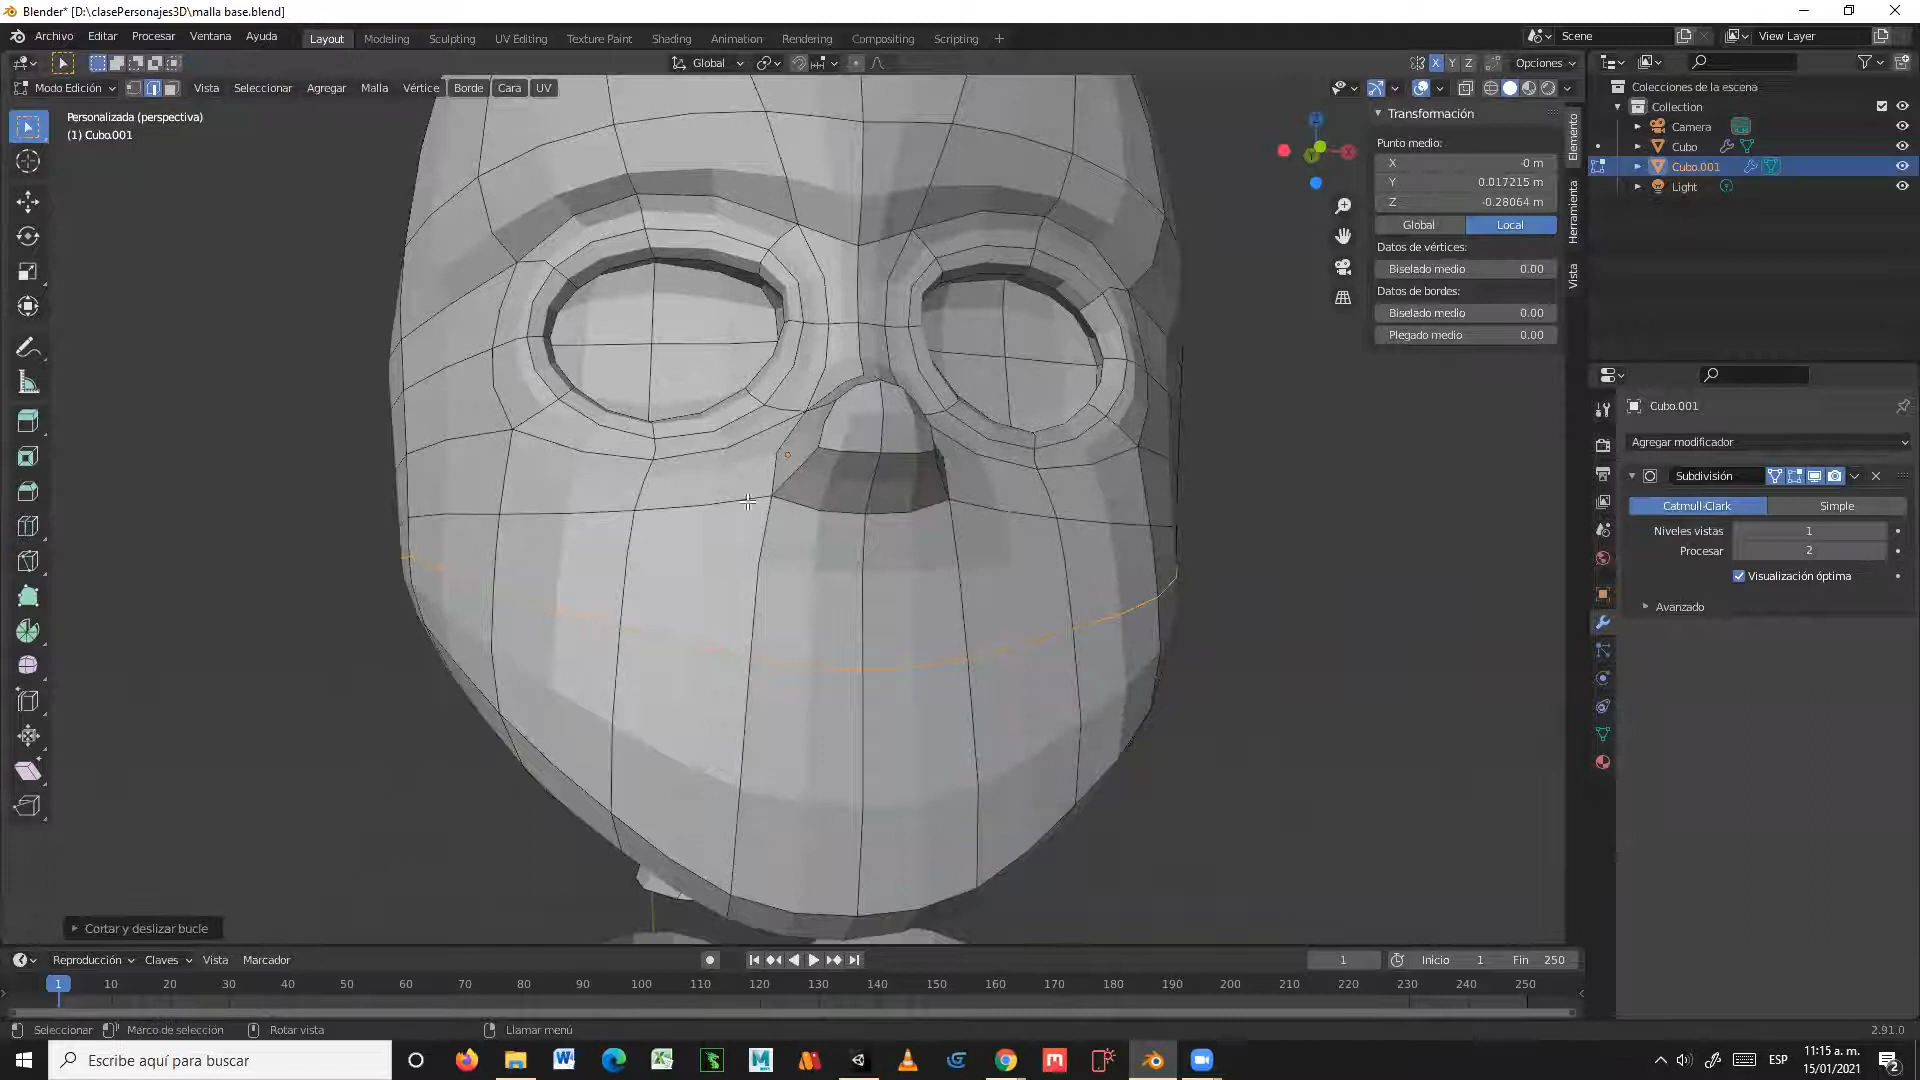 Blender* [D:\clasePersonajes3D\malla base.blend]
Archivo Editar Procesar Ventana Ayuda Layout Modeling Sculpting UV Editing Texture Paint Shading Animation Rendering Compositing Scripting + Scene View Layer
Global X Y Z Opciones
Modo Edición Vista Seleccionar Agregar Malla Vértice Borde Cara UV
Personalizada (perspectiva)
(1) Cubo.001
Transformación
Punto medio:
X -0 m
Y 0.017215 m
Z -0.28064 m
Global Local
Datos de vértices:
Biselado medio 0.00
Datos de bordes:
Biselado medio 0.00
Plegado medio 0.00
Elemento
Herramienta
Vista
Colecciones de la escena
Collection
Camera
Cubo
Cubo.001
Light
Cubo.001
Agregar modificador
Subdivisión
Catmull-Clark Simple
Niveles vistas 1
Procesar 2
Visualización óptima
Avanzado
Cortar y deslizar bucle
Reproducción Claves Vista Marcador 1 Inicio 1 Fin 250
1 10 20 30 40 50 60 70 80 90 100 110 120 130 140 150 160 170 180 190 200 210 220 230 240 250
Seleccionar Marco de selección Rotar vista Llamar menú 2.91.0
Escribe aquí para buscar
ESP
11:15 a. m.
15/01/2021
2